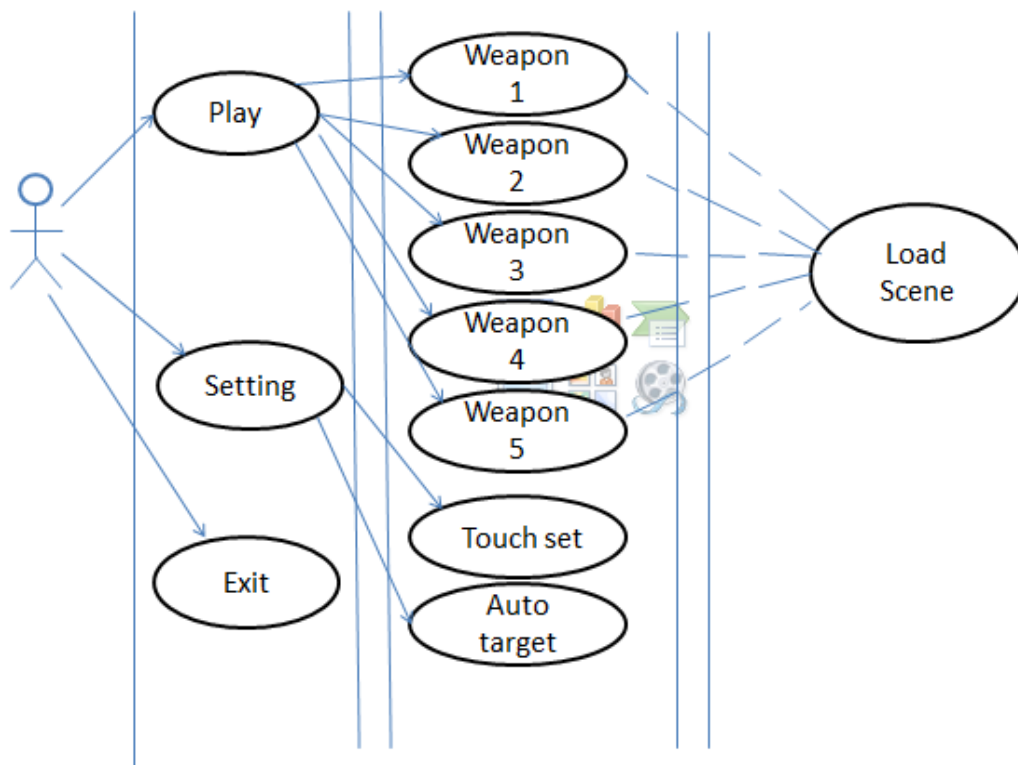 Play
Setting
Exit
Weapon
1
Weapon
2
Weapon
3
Weapon
4
Weapon
5
Touch set
Auto
target
Load
Scene